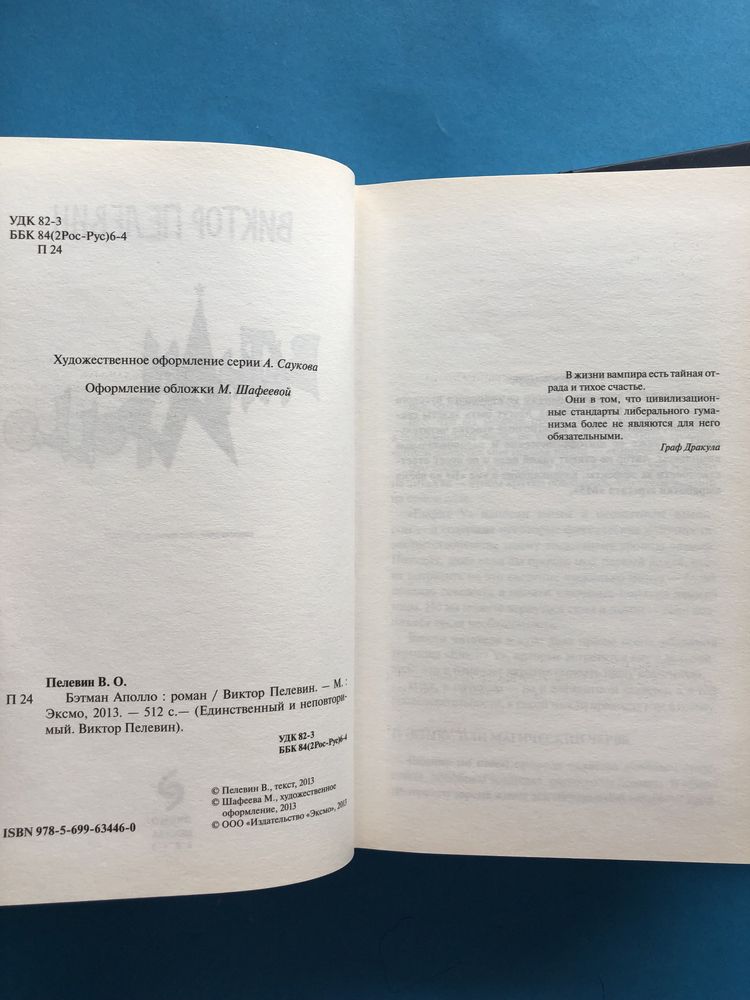 УДК 82-3
ББК 84(2Рос-Рус)6-4
П 24
Художественное оформление серии А. Саукова
Оформление обложки М. Шафеевой
Пелевин В. О.
П 24 Бэтман Аполло : роман / Виктор Пелевин. — М. :
Эксмо, 2013. — 512 с.— (Единственный и неповтори-
мый. Виктор Пелевин).
УДК 82-3
ББК 84(2Рос-Рус)6-4
© Пелевин В., текст, 2013
© Шафеева М., художественное
оформление, 2013
© ООО «Издательство «Эксмо», 2013
ISBN 978-5-699-63446-0
В жизни вампира есть тайная от-
рада и тихое счастье.
Они в том, что цивилизацион-
ные стандарты либерального гума-
низма более не являются для него
обязательными.
Граф Дракула